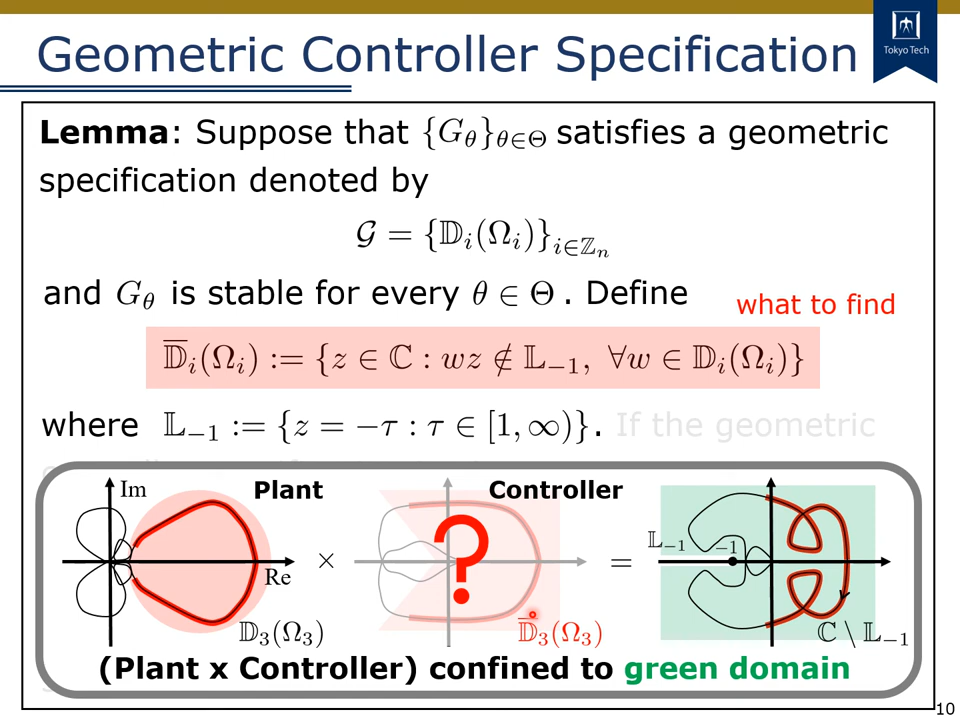 Geometric Controller Specification
Tokyo Tech
Lemma: Suppose that {G_θ}_{θ∈Θ} satisfies a geometric
specification denoted by
𝒢 = {𝔻_i(Ω_i)}_{i∈ℤ_n}
and G_θ is stable for every θ ∈ Θ . Define
what to find
𝔻̅_i(Ω_i) := {z ∈ ℂ : wz ∉ 𝕃_{−1}, ∀w ∈ 𝔻_i(Ω_i)}
where 𝕃_{−1} := {z = −τ : τ ∈ [1, ∞)}. If the geometric
Im
Plant
Controller
𝕃_{−1}
−1
?
×
=
Re
𝔻_3(Ω_3)
𝔻̅_3(Ω_3)
ℂ \ 𝕃_{−1}
(Plant x Controller) confined to green domain
10